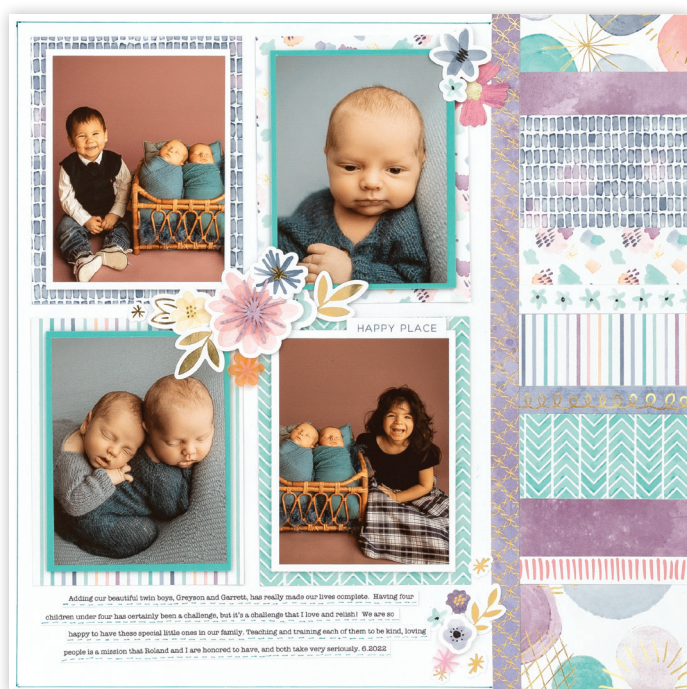 HAPPY PLACE
Adding our beautiful twin boys, Greyson and Garrett, has really made our lives complete. Having four
children under four has certainly been a challenge, but it's a challenge that I love and relish! We are so
happy to have these special little ones in our family. Teaching and training each of them to be kind, loving
people is a mission that Roland and I are honored to have, and both take very seriously. 6.2022